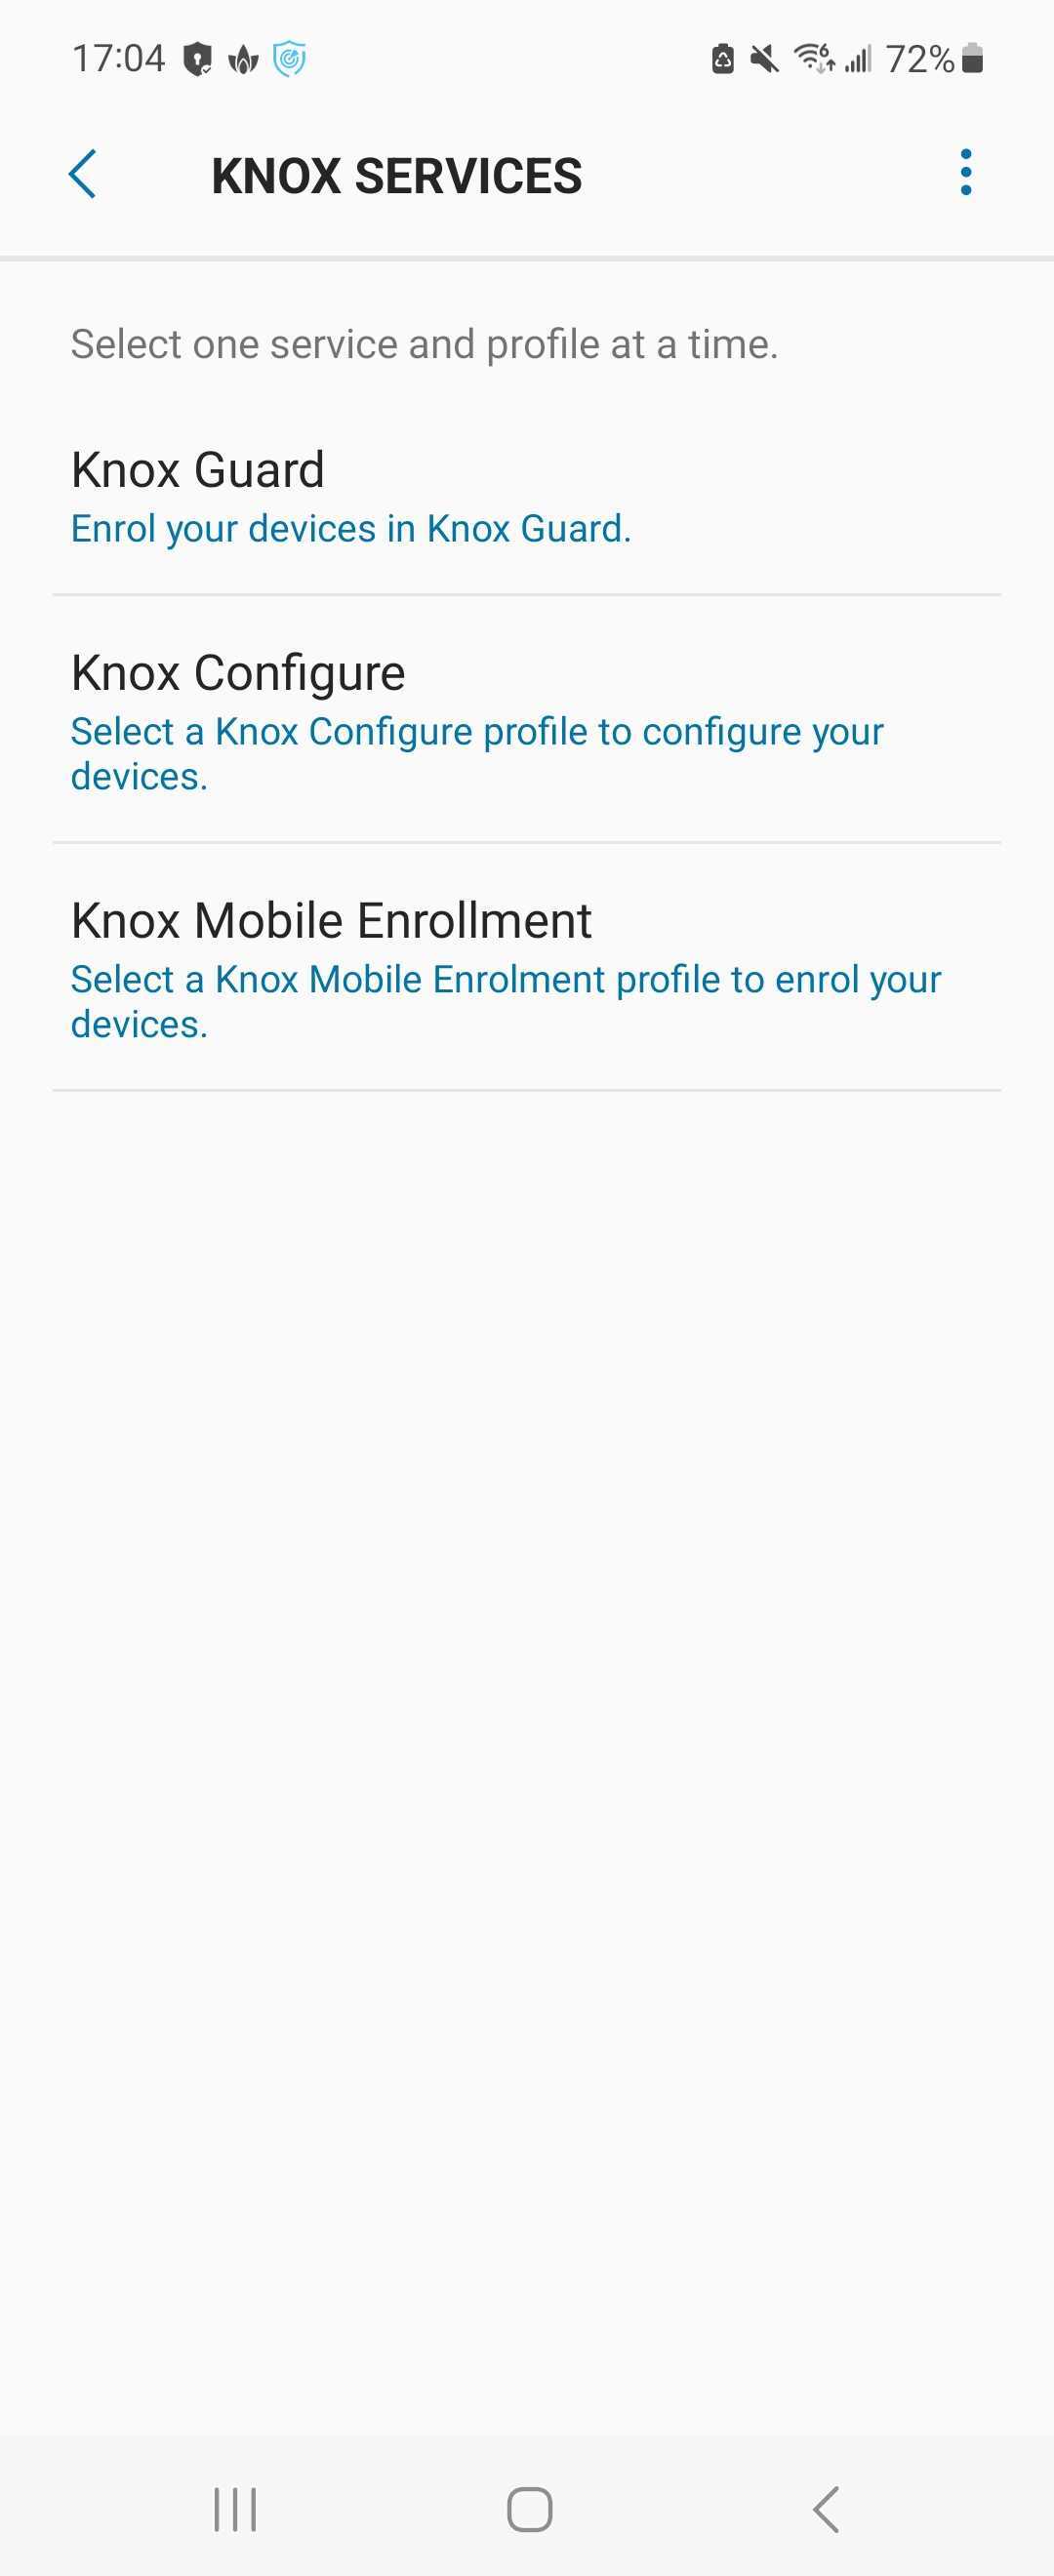 17:04
72%
KNOX SERVICES
Select one service and profile at a time.
Knox Guard
Enrol your devices in Knox Guard.
Knox Configure
Select a Knox Configure profile to configure your
devices.
Knox Mobile Enrollment
Select a Knox Mobile Enrolment profile to enrol your
devices.